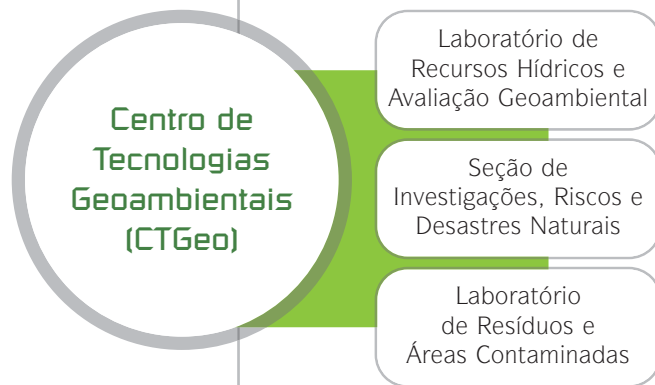 Centro de
Tecnologias
Geoambientais
(CTGeo)
Laboratório de
Recursos Hídricos e
Avaliação Geoambiental
Seção de
Investigações, Riscos e
Desastres Naturais
Laboratório
de Resíduos e
Áreas Contaminadas